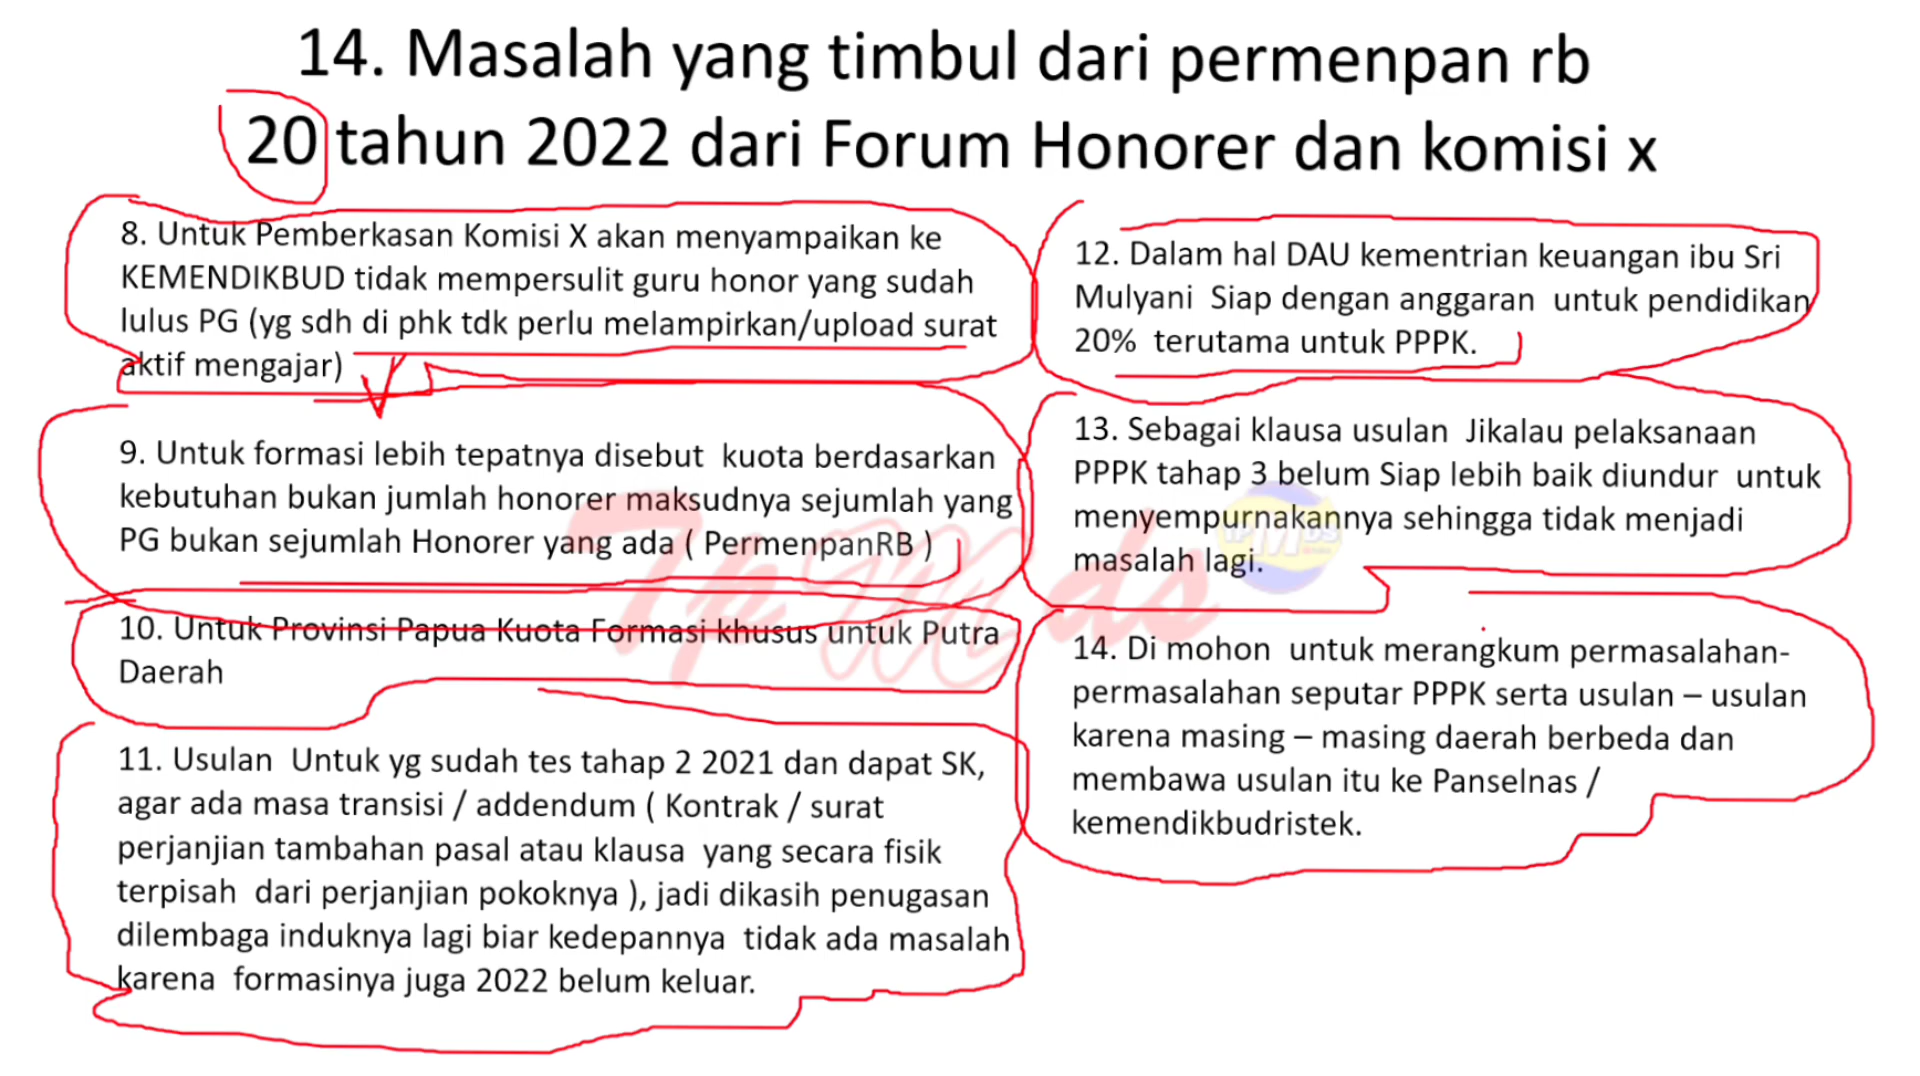 14. Masalah yang timbul dari permenpan rb
20 tahun 2022 dari Forum Honorer dan komisi x
8. Untuk Pemberkasan Komisi X akan menyampaikan ke
KEMENDIKBUD tidak mempersulit guru honor yang sudah
lulus PG (yg sdh di phk tdk perlu melampirkan/upload surat
aktif mengajar)
9. Untuk formasi lebih tepatnya disebut kuota berdasarkan
kebutuhan bukan jumlah honorer maksudnya sejumlah yang
PG bukan sejumlah Honorer yang ada ( PermenpanRB )
10. Untuk Provinsi Papua Kuota Formasi khusus untuk Putra
Daerah
11. Usulan Untuk yg sudah tes tahap 2 2021 dan dapat SK,
agar ada masa transisi / addendum ( Kontrak / surat
perjanjian tambahan pasal atau klausa yang secara fisik
terpisah dari perjanjian pokoknya ), jadi dikasih penugasan
dilembaga induknya lagi biar kedepannya tidak ada masalah
karena formasinya juga 2022 belum keluar.
12. Dalam hal DAU kementrian keuangan ibu Sri
Mulyani Siap dengan anggaran untuk pendidikan
20% terutama untuk PPPK.
13. Sebagai klausa usulan Jikalau pelaksanaan
PPPK tahap 3 belum Siap lebih baik diundur untuk
menyempurnakannya sehingga tidak menjadi
masalah lagi.
14. Di mohon untuk merangkum permasalahan-
permasalahan seputar PPPK serta usulan – usulan
karena masing – masing daerah berbeda dan
membawa usulan itu ke Panselnas /
kemendikbudristek.
TpMds